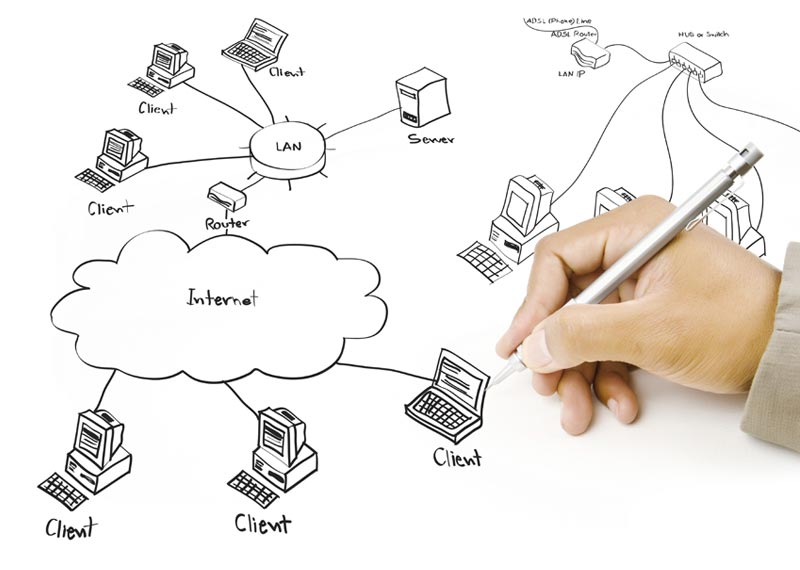 Client
Client
LAN
Server
Client
Router
Internet
Client
Client
Client
ADSL (Phone) Line
ADSL Router
LAN IP
HUB or Switch